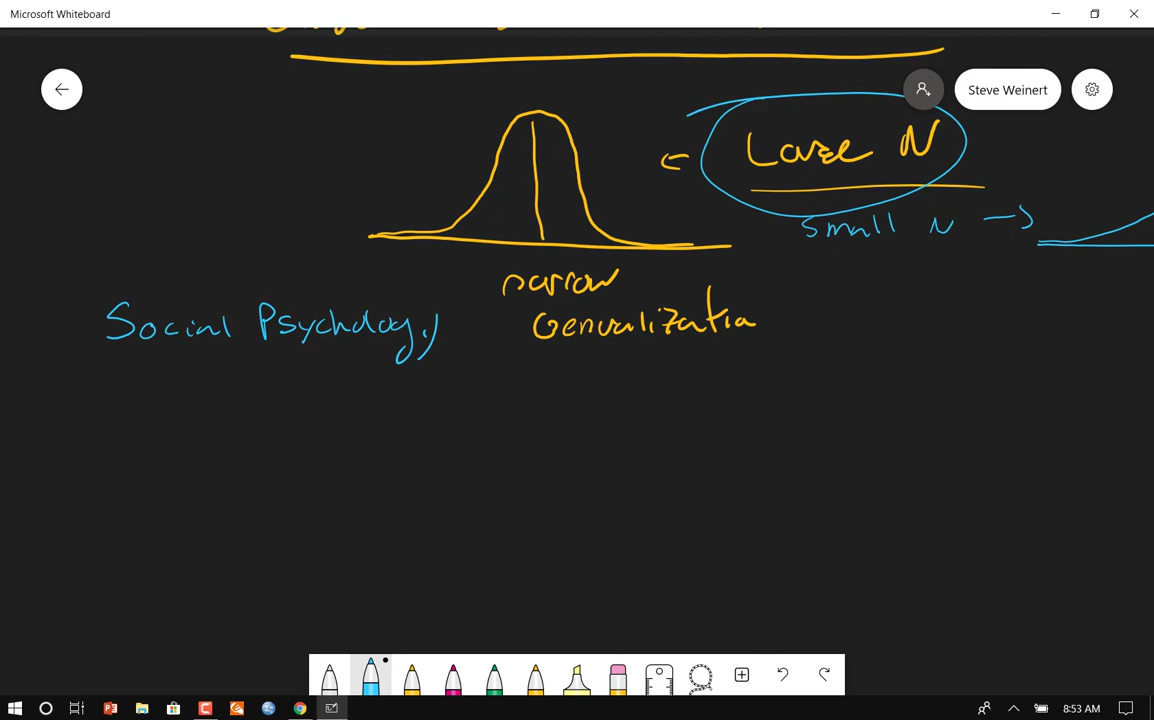 Microsoft Whiteboard
Steve Weinert
Large N
small N
narrow
Social Psychology
Generalization
8:53 AM